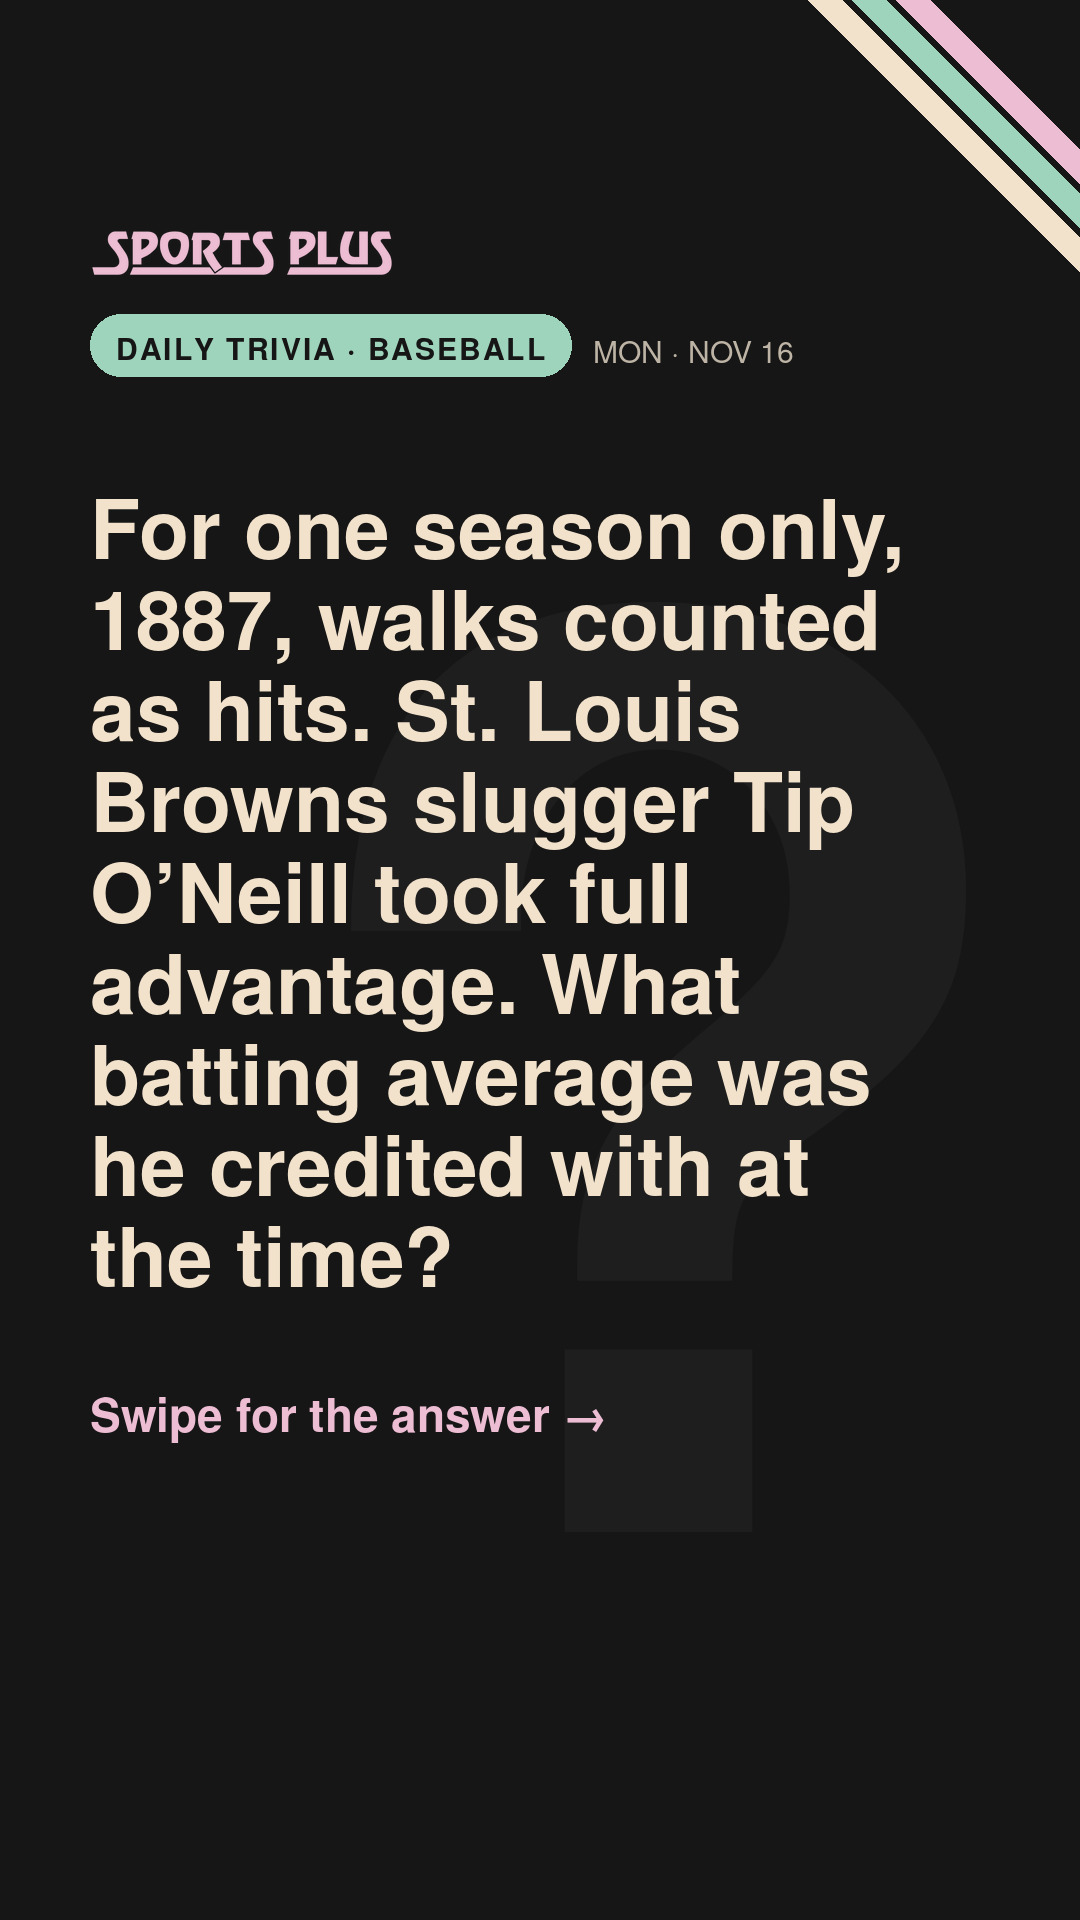 SPORTS PLUS
DAILY TRIVIA · BASEBALL MON · NOV 16
For one season only,
1887, walks counted
as hits. St. Louis
Browns slugger Tip
O’Neill took full
advantage. What
batting average was
he credited with at
the time?
Swipe for the answer →